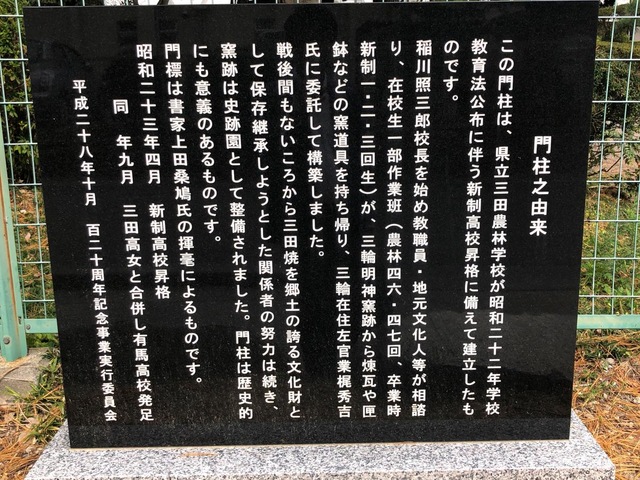 門柱之由来
この門柱は、県立三田農林学校が昭和二十二年学校
教育法公布に伴う新制高校昇格に備えて建立したも
のです。
稲川照三郎校長を始め教職員・地元文化人等が相諮
り、在校生一部作業班（農林四六・四七回、卒業時
新制一・二・三回生）が、三輪明神窯跡から煉瓦や匣
鉢などの窯道具を持ち帰り、三輪在住左官業梶秀吉
氏に委託して構築しました。
戦後間もないころから三田焼を郷土の誇る文化財と
して保存継承しようとした関係者の努力は続き、
窯跡は史跡園として整備されました。門柱は歴史的
にも意義のあるものです。
門標は書家上田桑鳩氏の揮毫によるものです。
昭和二十三年四月　新制高校昇格
同　年九月　三田高女と合併し有馬高校発足
平成二十八年十月　百二十周年記念事業実行委員会